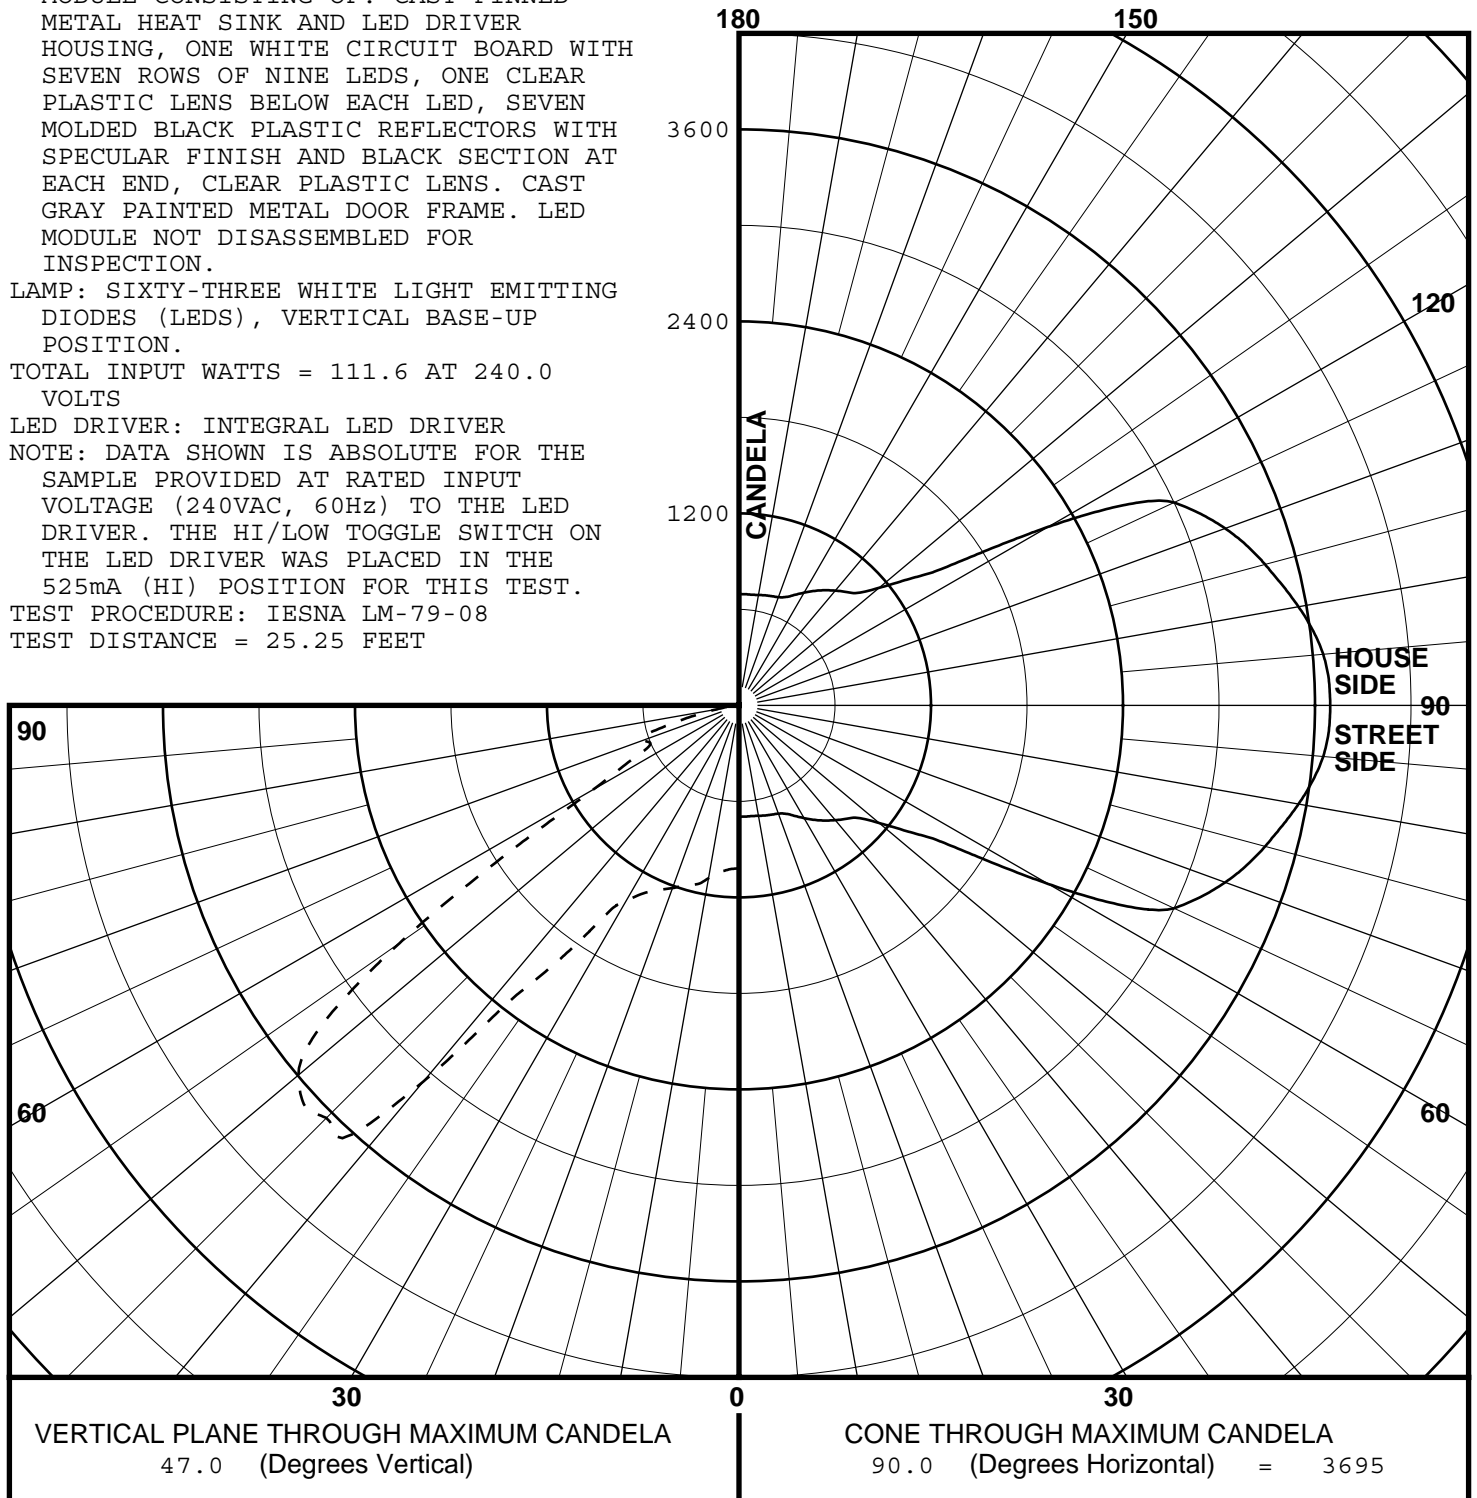 MODULE CONSISTING OF: CAST FINNED
METAL HEAT SINK AND LED DRIVER
HOUSING, ONE WHITE CIRCUIT BOARD WITH
SEVEN ROWS OF NINE LEDS, ONE CLEAR
PLASTIC LENS BELOW EACH LED, SEVEN
MOLDED BLACK PLASTIC REFLECTORS WITH
SPECULAR FINISH AND BLACK SECTION AT
EACH END, CLEAR PLASTIC LENS. CAST
GRAY PAINTED METAL DOOR FRAME. LED
MODULE NOT DISASSEMBLED FOR
INSPECTION.
LAMP: SIXTY-THREE WHITE LIGHT EMITTING
DIODES (LEDS), VERTICAL BASE-UP
POSITION.
TOTAL INPUT WATTS = 111.6 AT 240.0
VOLTS
LED DRIVER: INTEGRAL LED DRIVER
NOTE: DATA SHOWN IS ABSOLUTE FOR THE
SAMPLE PROVIDED AT RATED INPUT
VOLTAGE (240VAC, 60Hz) TO THE LED
DRIVER. THE HI/LOW TOGGLE SWITCH ON
THE LED DRIVER WAS PLACED IN THE
525mA (HI) POSITION FOR THIS TEST.
TEST PROCEDURE: IESNA LM-79-08
TEST DISTANCE = 25.25 FEET
180
150
3600
120
2400
CANDELA
1200
HOUSE
SIDE
90
STREET
SIDE
90
60
60
30
0
30
VERTICAL PLANE THROUGH MAXIMUM CANDELA
47.0 (Degrees Vertical)
CONE THROUGH MAXIMUM CANDELA
90.0 (Degrees Horizontal) = 3695